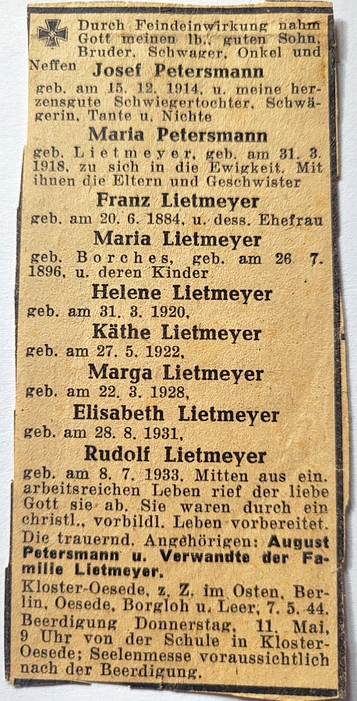 Durch Feindeinwirkung nahm
Gott meinen lb., guten Sohn,
Bruder, Schwager, Onkel und
Neffen
Josef Petersmann
geb. am 15. 12. 1914, u. meine her-
zensgute Schwiegertochter, Schwä-
gerin, Tante u. Nichte
Maria Petersmann
geb. Lietmeyer, geb. am 31. 3.
1918, zu sich in die Ewigkeit. Mit
ihnen die Eltern und Geschwister
Franz Lietmeyer
geb. am 20. 6. 1884, u. dess. Ehefrau
Maria Lietmeyer
geb. Borches, geb. am 26 7.
1896, u. deren Kinder
Helene Lietmeyer
geb. am 31. 3. 1920,
Käthe Lietmeyer
geb. am 27. 5. 1922,
Marga Lietmeyer
geb. am 22. 3. 1928,
Elisabeth Lietmeyer
geb. am 28. 8. 1931,
Rudolf Lietmeyer
geb. am 8. 7. 1933. Mitten aus ein.
arbeitsreichen Leben rief der liebe
Gott sie ab. Sie waren durch ein
christl., vorbildl. Leben vorbereitet.
Die trauernd. Angehörigen: August
Petersmann u. Verwandte der Fa-
milie Lietmeyer.
Kloster-Oesede, z. Z. im Osten, Ber-
lin, Oesede, Borgloh u. Leer, 7. 5. 44.
Beerdigung Donnerstag, 11. Mai,
9 Uhr von der Schule in Kloster-
Oesede; Seelenmesse voraussichtlich
nach der Beerdigung.